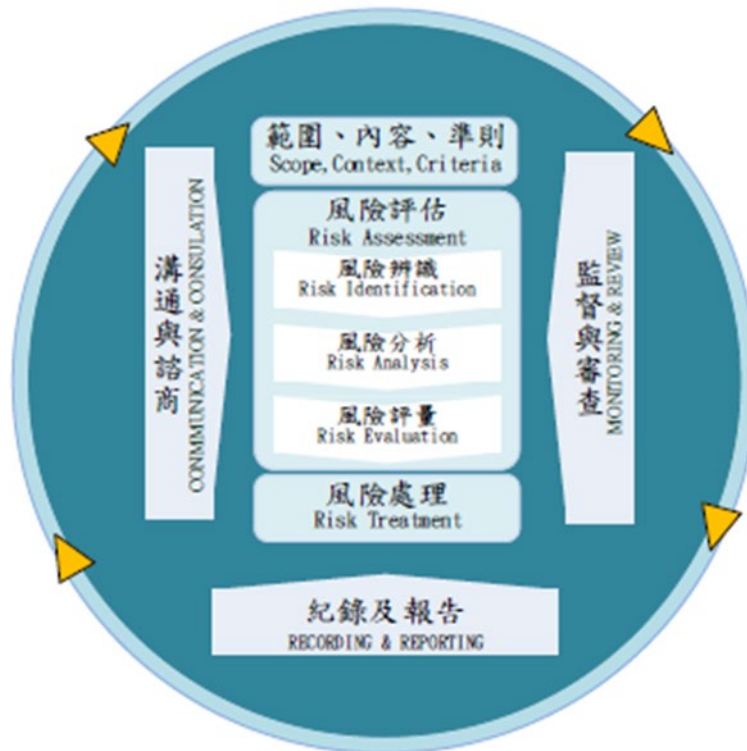 範圍、內容、準則
Scope,Context,Criteria
風險評估
Risk Assessment
風險辨識
Risk Identification
風險分析
Risk Analysis
風險評量
Risk Evaluation
風險處理
Risk Treatment
溝通與諮商
CONMMUNICATION & CONSULATION
監督與審查
MONITORING & REVIEW
紀錄及報告
RECORDING & REPORTING